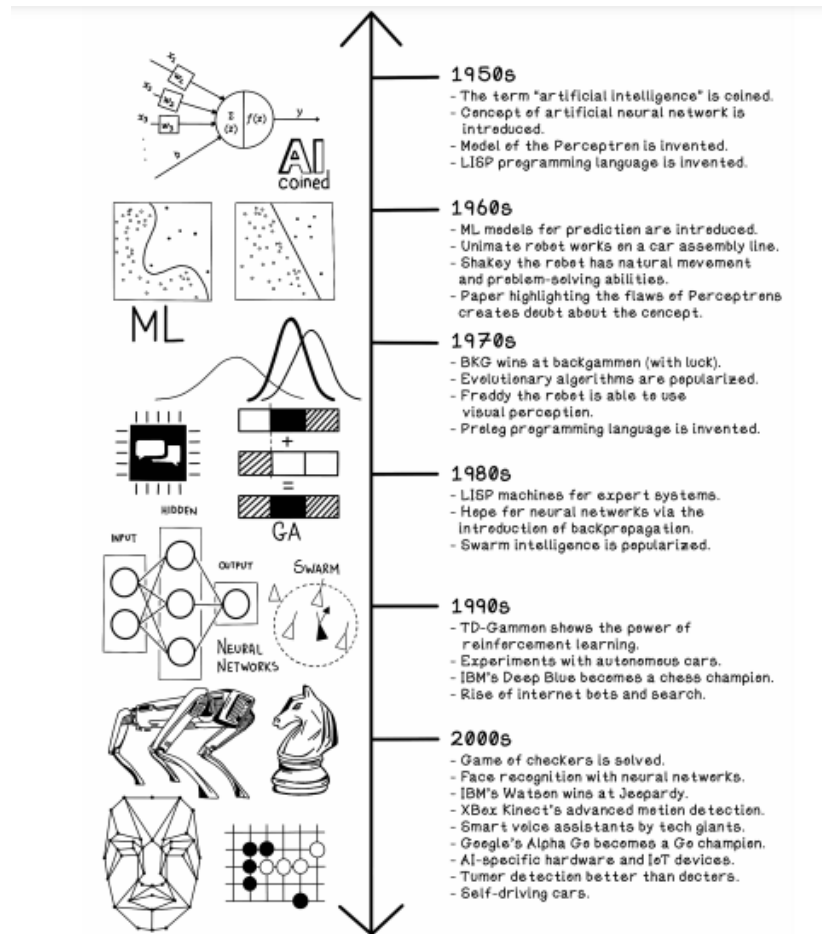 x₁
w₁
x₂
w₂
x₃
w₃
b
Σ
(z)
f(z)
y
AI
coined
ML
+
=
GA
HIDDEN
INPUT
OUTPUT
SWARM
NEURAL
NETWORKS
1950s
- The term "artificial intelligence" is coined.
- Concept of artificial neural network is
introduced.
- Model of the Perceptron is invented.
- LISP programming language is invented.
1960s
- ML models for prediction are introduced.
- Unimate robot works on a car assembly line.
- Shakey the robot has natural movement
and problem-solving abilities.
- Paper highlighting the flaws of Perceptrons
creates doubt about the concept.
1970s
- BKG wins at backgammon (with luck).
- Evolutionary algorithms are popularized.
- Freddy the robot is able to use
visual perception.
- Prolog programming language is invented.
1980s
- LISP machines for expert systems.
- Hope for neural networks via the
introduction of backpropagation.
- Swarm intelligence is popularized.
1990s
- TD-Gammon shows the power of
reinforcement learning.
- Experiments with autonomous cars.
- IBM's Deep Blue becomes a chess champion.
- Rise of internet bots and search.
2000s
- Game of checkers is solved.
- Face recognition with neural networks.
- IBM's Watson wins at Jeopardy.
- XBox Kinect's advanced motion detection.
- Smart voice assistants by tech giants.
- Google's Alpha Go becomes a Go champion.
- AI-specific hardware and IoT devices.
- Tumor detection better than doctors.
- Self-driving cars.